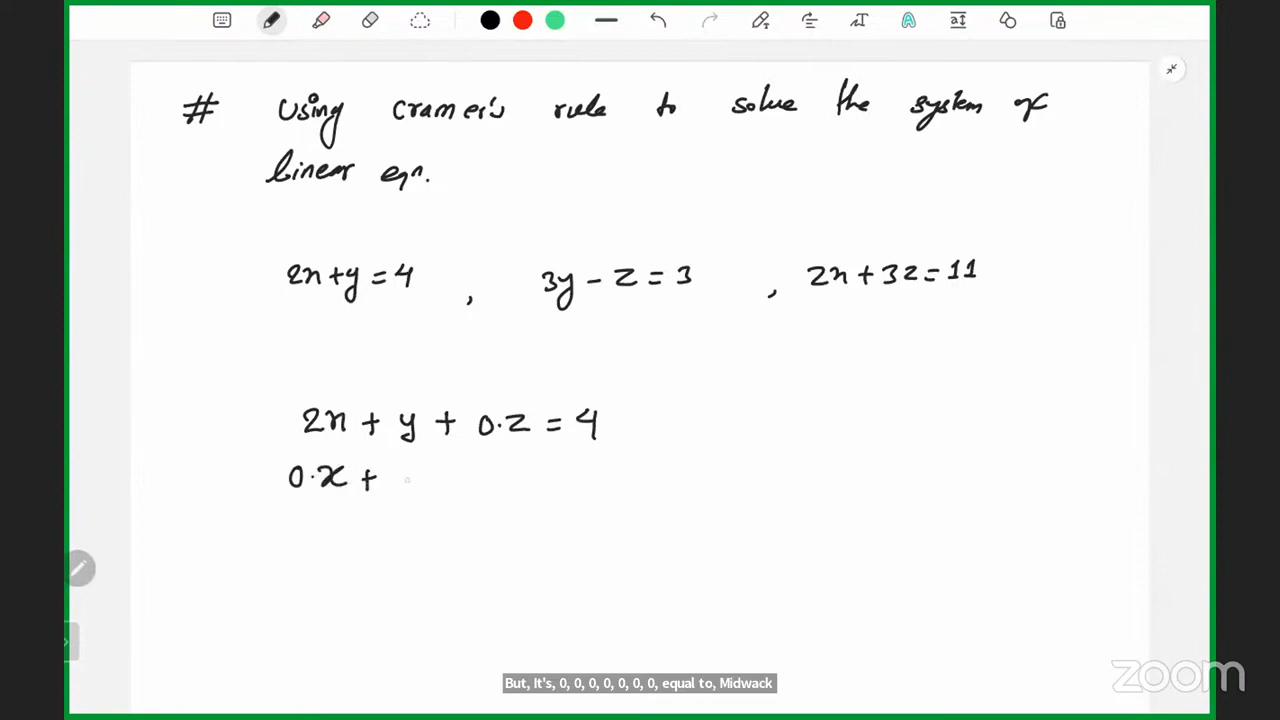 # Using cramer's rule to solve the system of
linear eqn.
2x+y=4 , 3y-z=3 , 2x+3z=11
2x + y + 0.z = 4
0.x +
But, It's, 0, 0, 0, 0, 0, 0, 0, equal to, Midwack
zoom